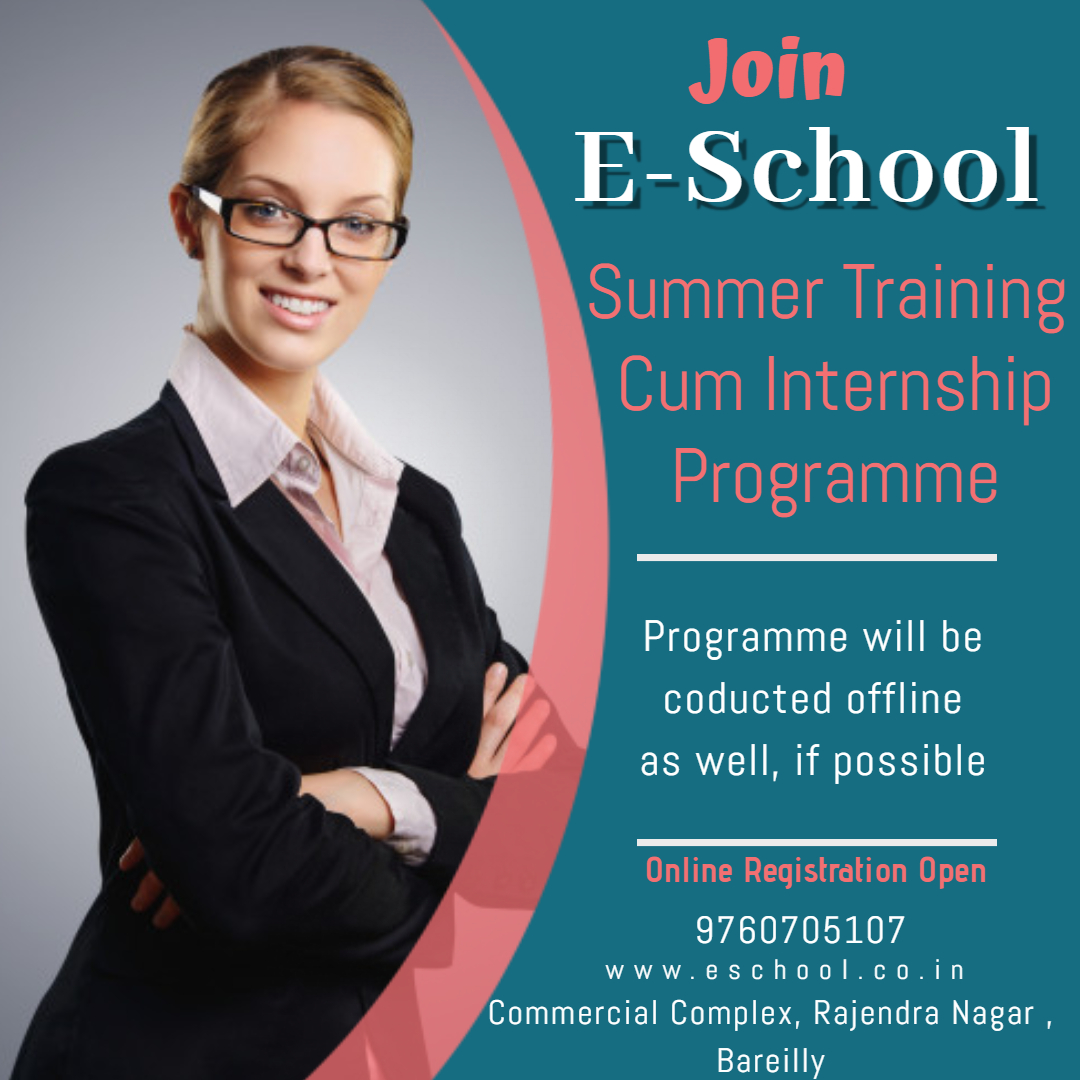 Join
E-School
Summer Training
Cum Internship
Programme
Programme will be
coducted offline
as well, if possible
Online Registration Open
9760705107
www.eschool.co.in
Commercial Complex, Rajendra Nagar ,
Bareilly